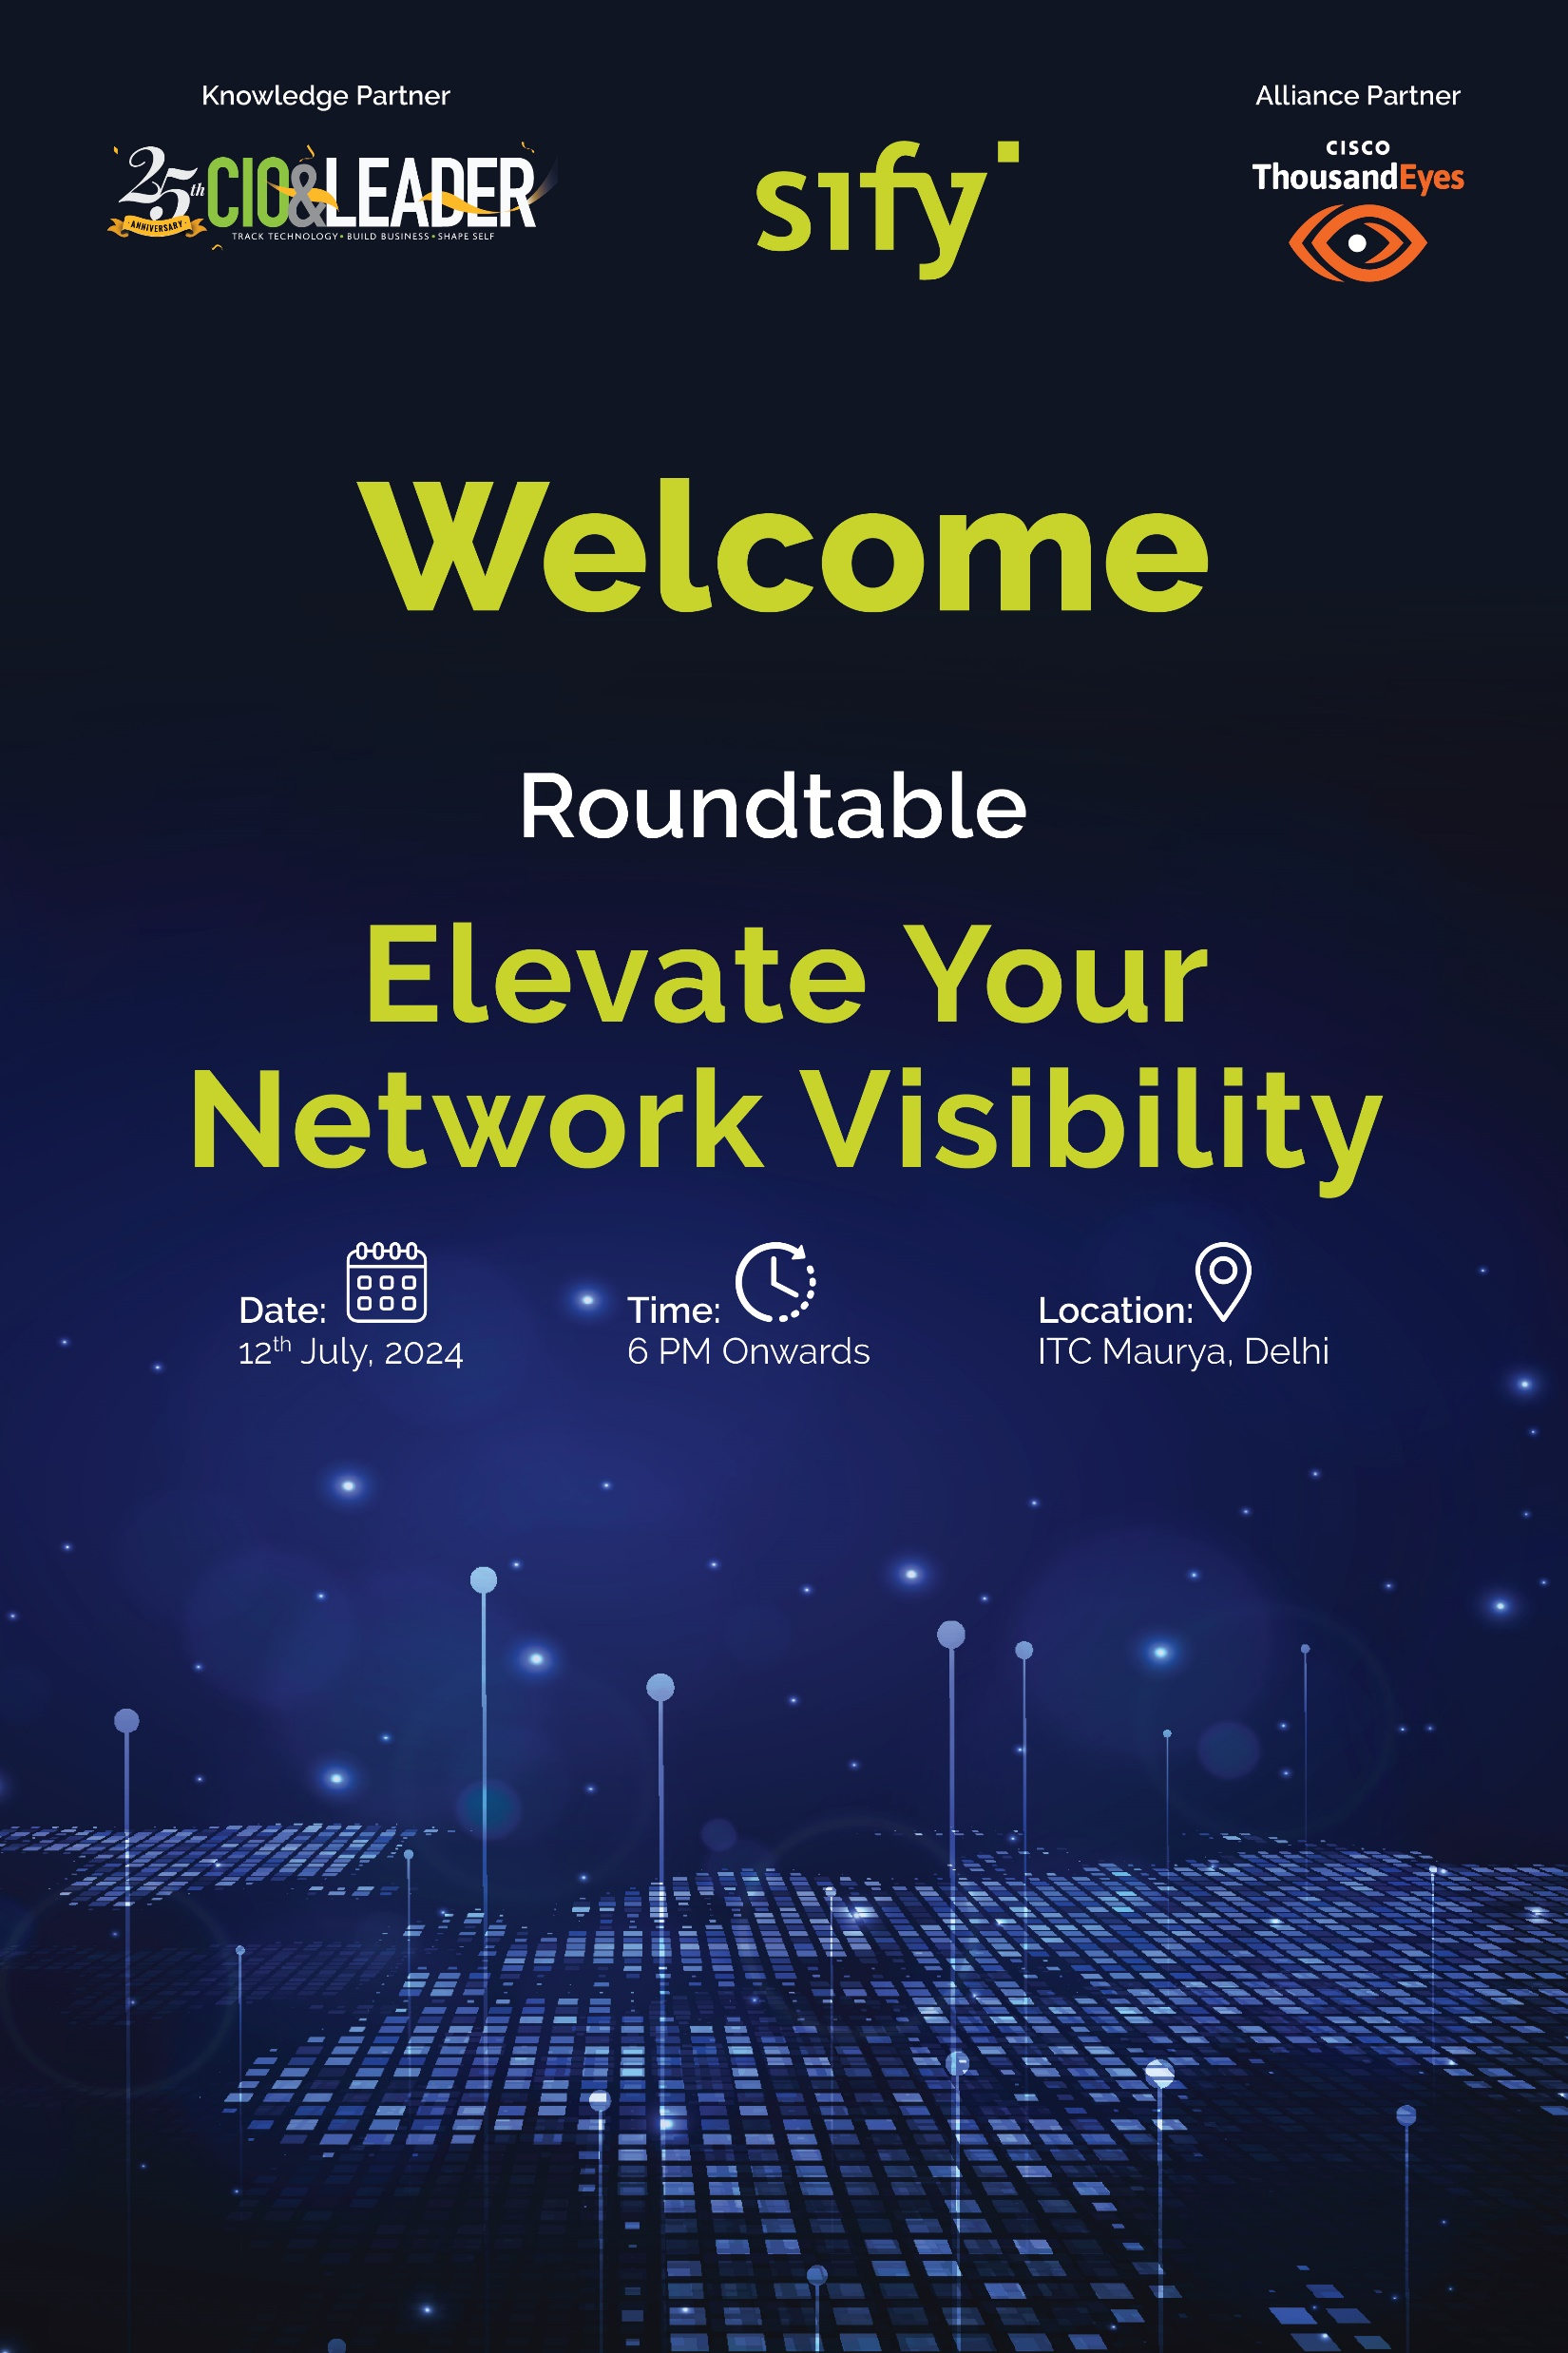 Knowledge Partner
25th ANNIVERSARY
CIO&LEADER
TRACK TECHNOLOGY • BUILD BUSINESS • SHAPE SELF
sify
Alliance Partner
CISCO
ThousandEyes
Welcome
Roundtable
Elevate Your
Network Visibility
Date:
12th July, 2024
Time:
6 PM Onwards
Location:
ITC Maurya, Delhi